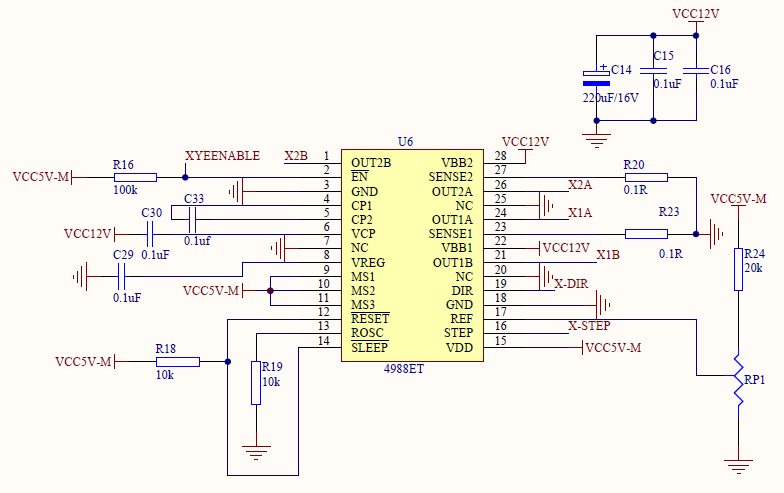 VCC12V
C14
220uF/16V
C15
0.1uF
C16
0.1uF
U6
4988ET
XYEENABLE
X2B
VCC5V-M
R16
100k
C33
0.1uf
C30
VCC12V
0.1uF
C29
0.1uF
VCC5V-M
VCC5V-M
R18
10k
R19
10k
1 OUT2B
2 EN
3 GND
4 CP1
5 CP2
6 VCP
7 NC
8 VREG
9 MS1
10 MS2
11 MS3
12 RESET
13 ROSC
14 SLEEP
VBB2 28
SENSE2 27
OUT2A 26
NC 25
OUT1A 24
SENSE1 23
VBB1 22
OUT1B 21
NC 20
DIR 19
GND 18
REF 17
STEP 16
VDD 15
VCC12V
R20
0.1R
X2A
X1A
R23
0.1R
VCC12V
X1B
X-DIR
X-STEP
VCC5V-M
VCC5V-M
R24
20k
RP1